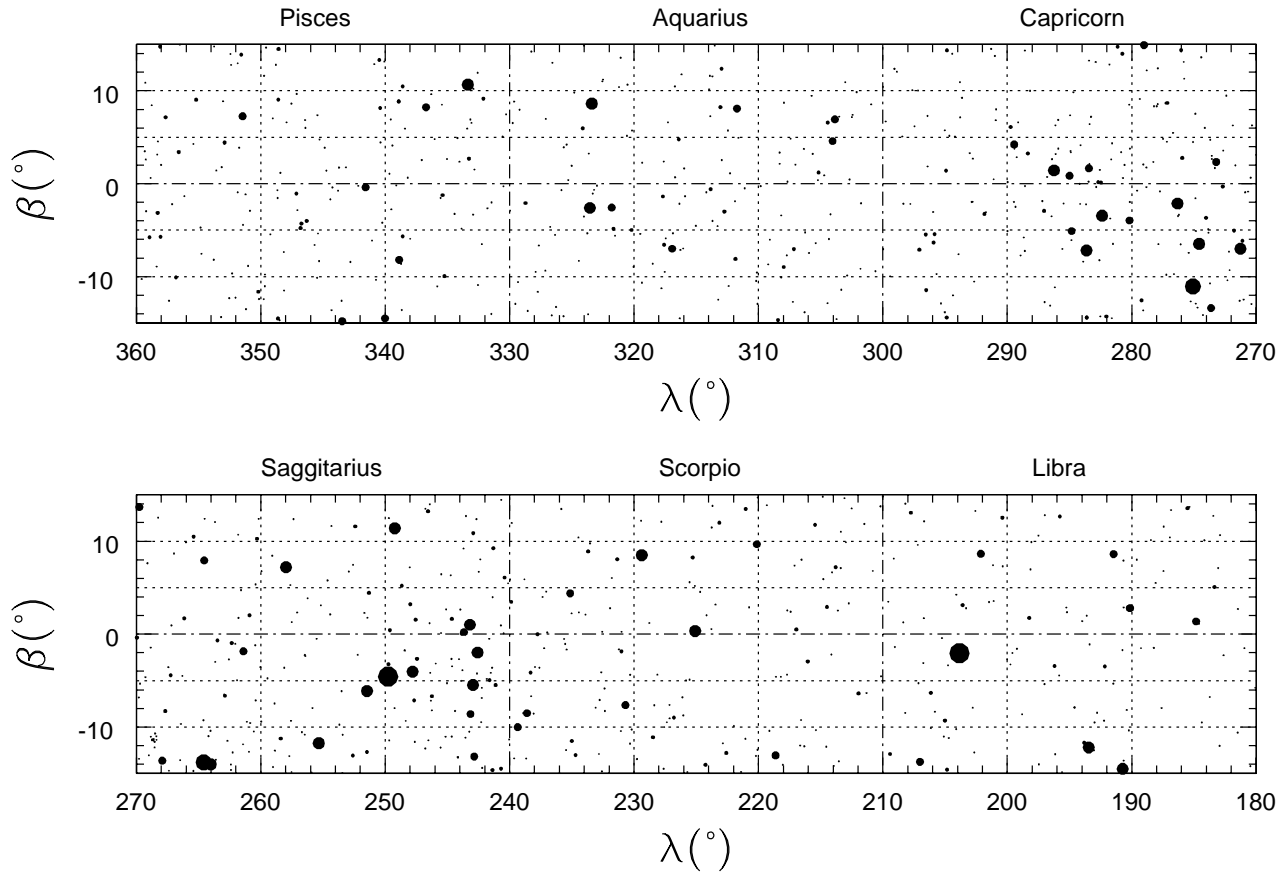 Pisces Aquarius Capricorn
10
0
-10
β(°)
360 350 340 330 320 310 300 290 280 270
λ(°)
Saggitarius Scorpio Libra
10
0
-10
β(°)
270 260 250 240 230 220 210 200 190 180
λ(°)